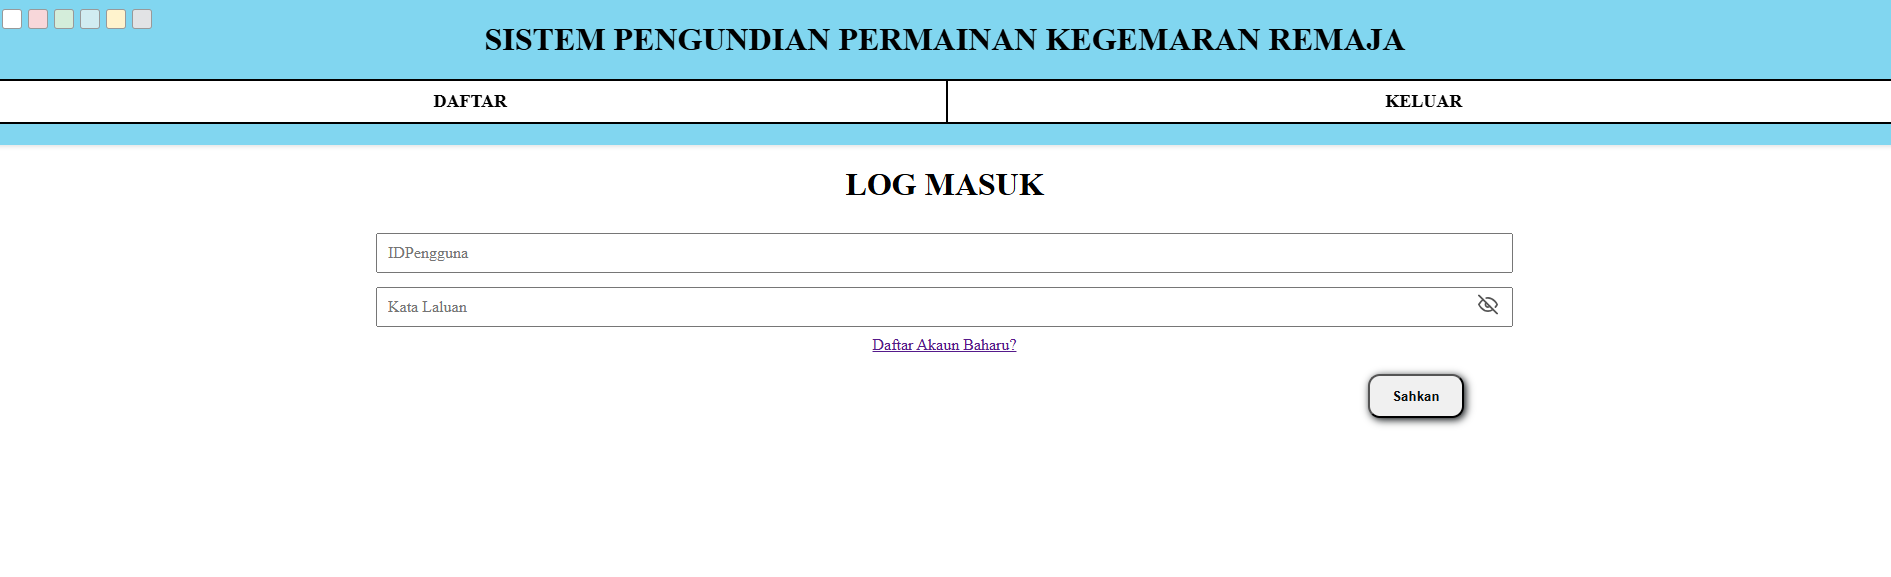 SISTEM PENGUNDIAN PERMAINAN KEGEMARAN REMAJA
DAFTAR
KELUAR
LOG MASUK
IDPengguna
Kata Laluan
Daftar Akaun Baharu?
Sahkan